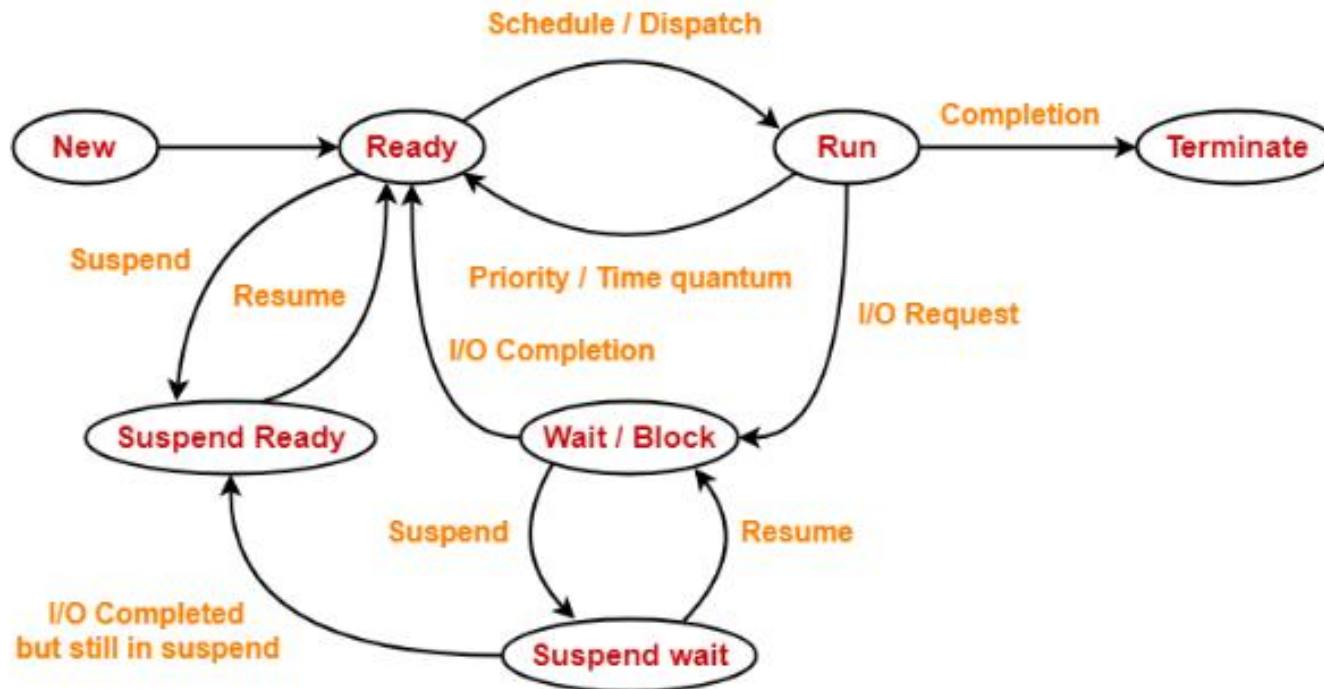 Schedule / Dispatch
New
Ready
Run
Completion
Terminate
Suspend
Resume
Priority / Time quantum
I/O Request
I/O Completion
Suspend Ready
Wait / Block
Suspend
Resume
I/O Completed
but still in suspend
Suspend wait